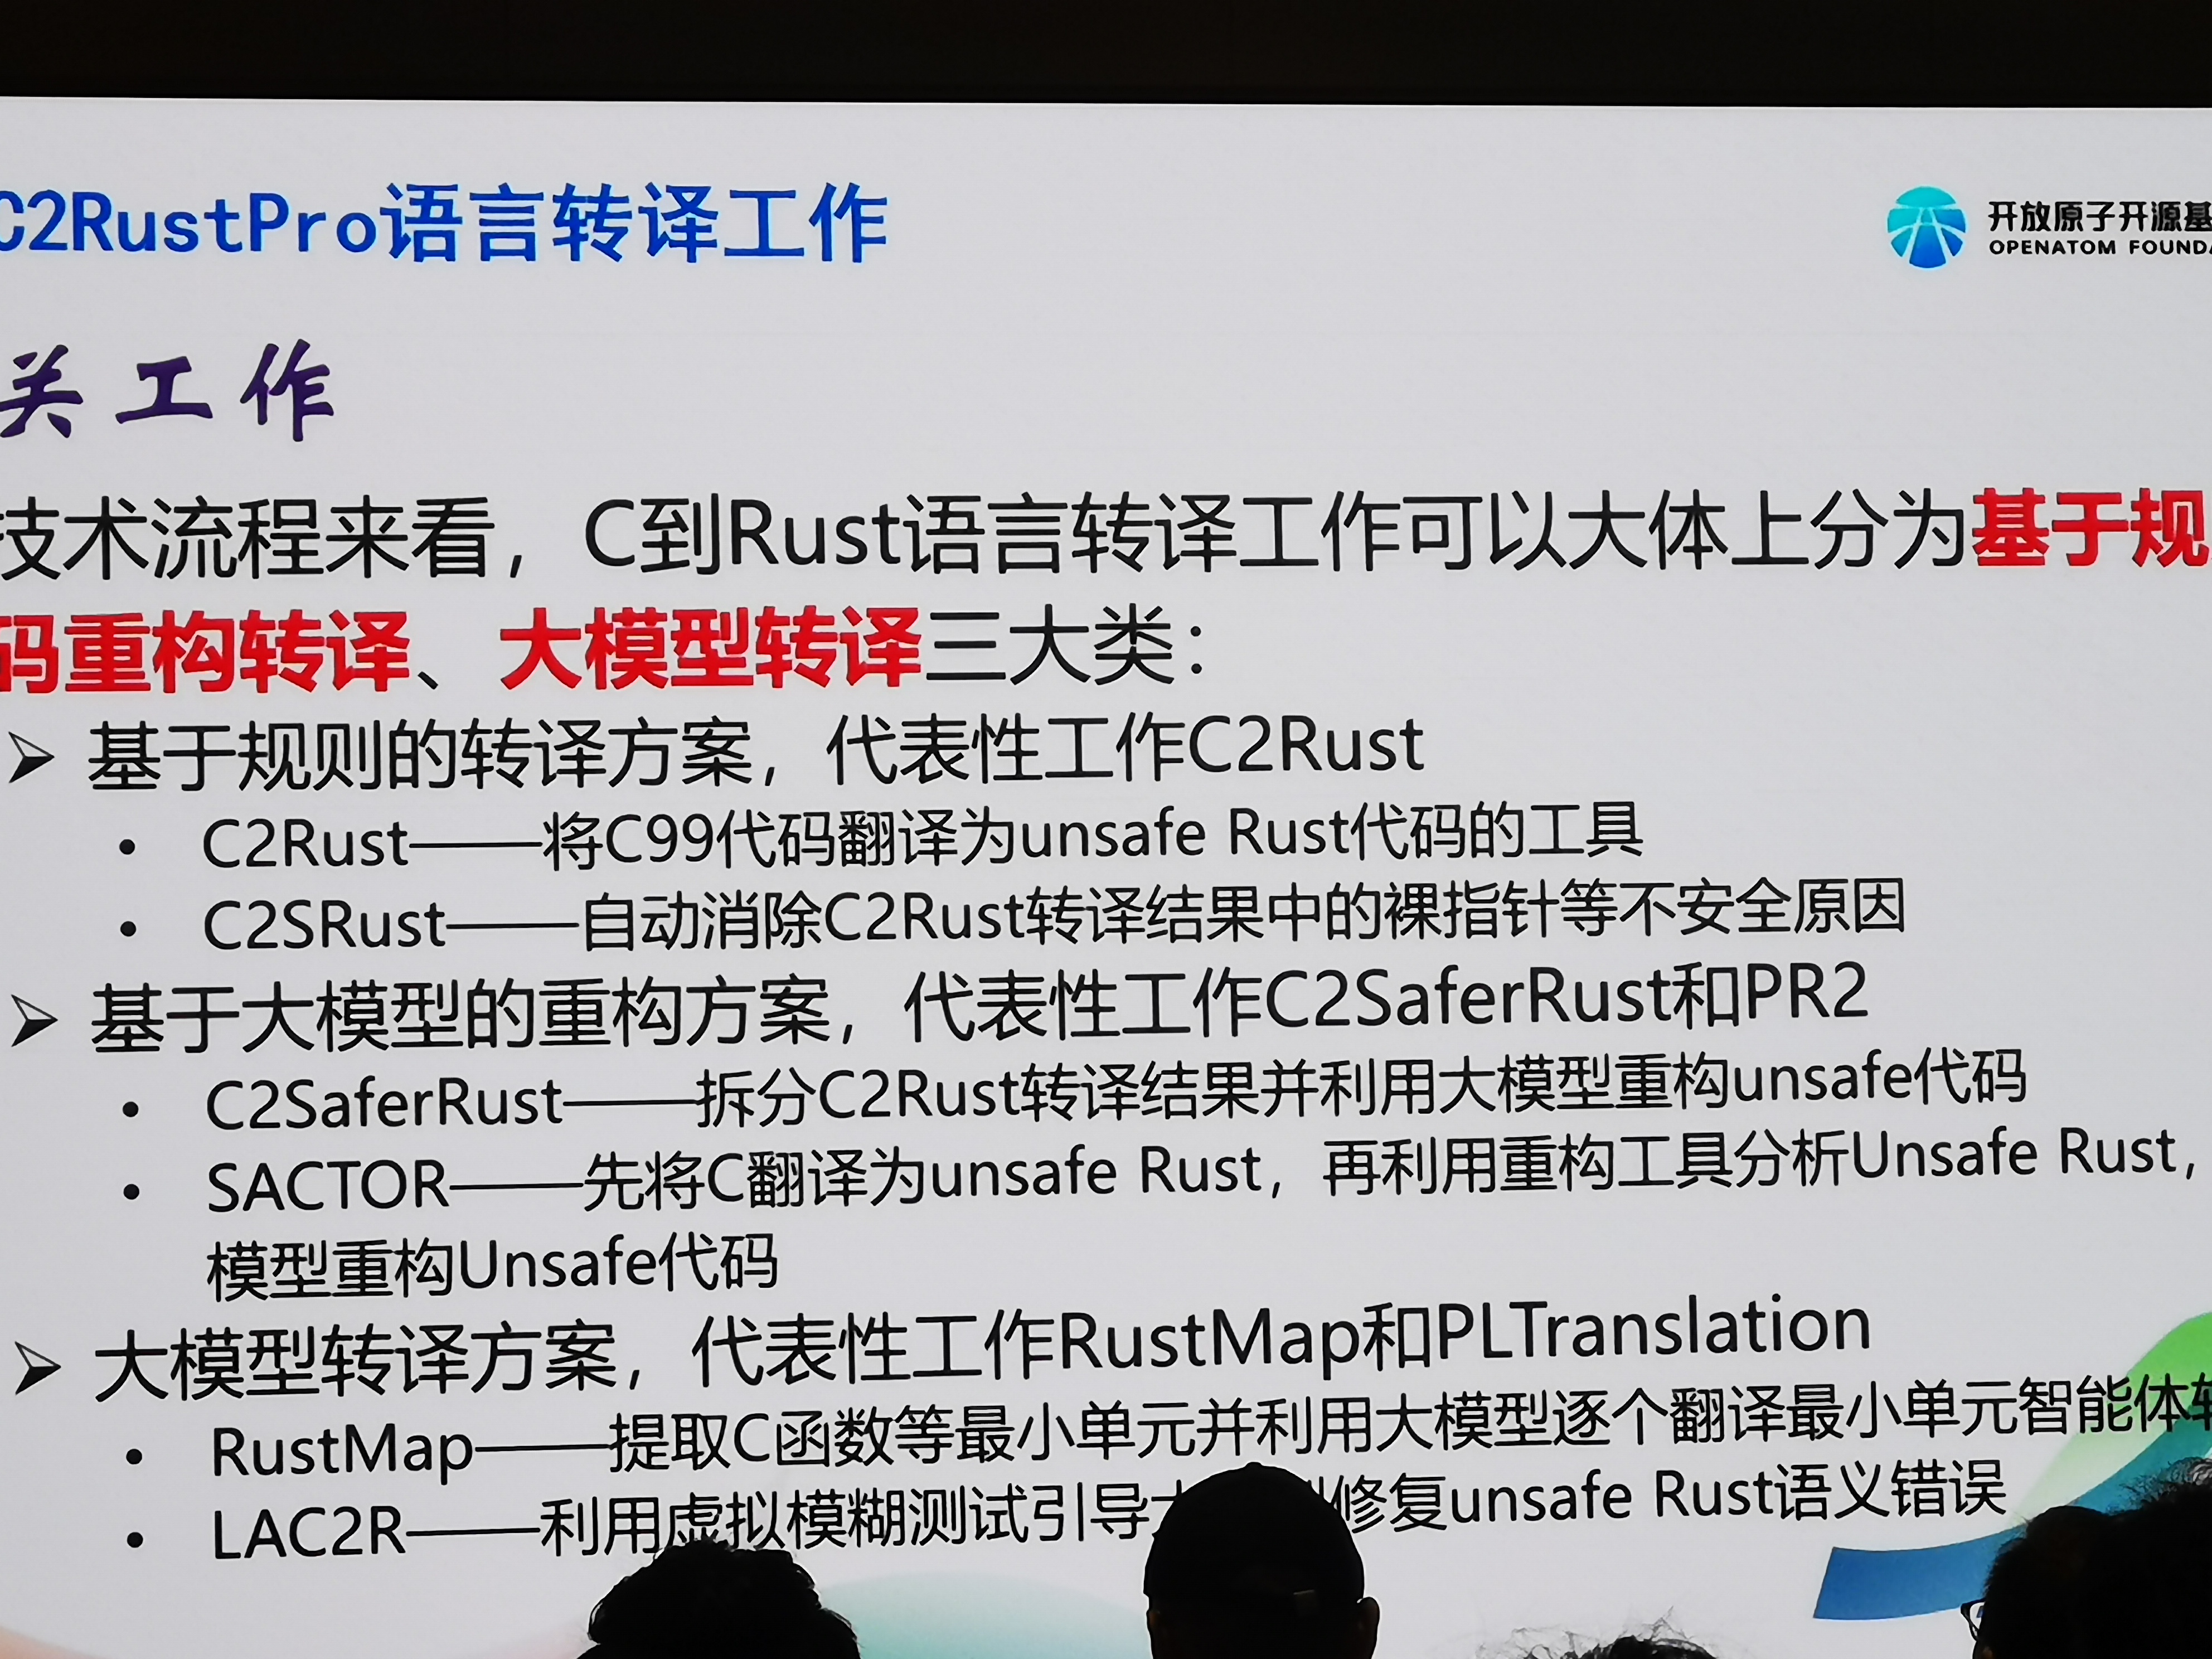 C2RustPro语言转译工作
开放原子开源基
OPENATOM FOUNDA
关工作
技术流程来看，C到Rust语言转译工作可以大体上分为基于规
码重构转译、大模型转译三大类：
➢ 基于规则的转译方案，代表性工作C2Rust
• C2Rust——将C99代码翻译为unsafe Rust代码的工具
• C2SRust——自动消除C2Rust转译结果中的裸指针等不安全原因
➢ 基于大模型的重构方案，代表性工作C2SaferRust和PR2
• C2SaferRust——拆分C2Rust转译结果并利用大模型重构unsafe代码
• SACTOR——先将C翻译为unsafe Rust，再利用重构工具分析Unsafe Rust，
模型重构Unsafe代码
➢ 大模型转译方案，代表性工作RustMap和PLTranslation
• RustMap——提取C函数等最小单元并利用大模型逐个翻译最小单元智能体转
• LAC2R——利用虚拟模糊测试引导大 修复unsafe Rust语义错误